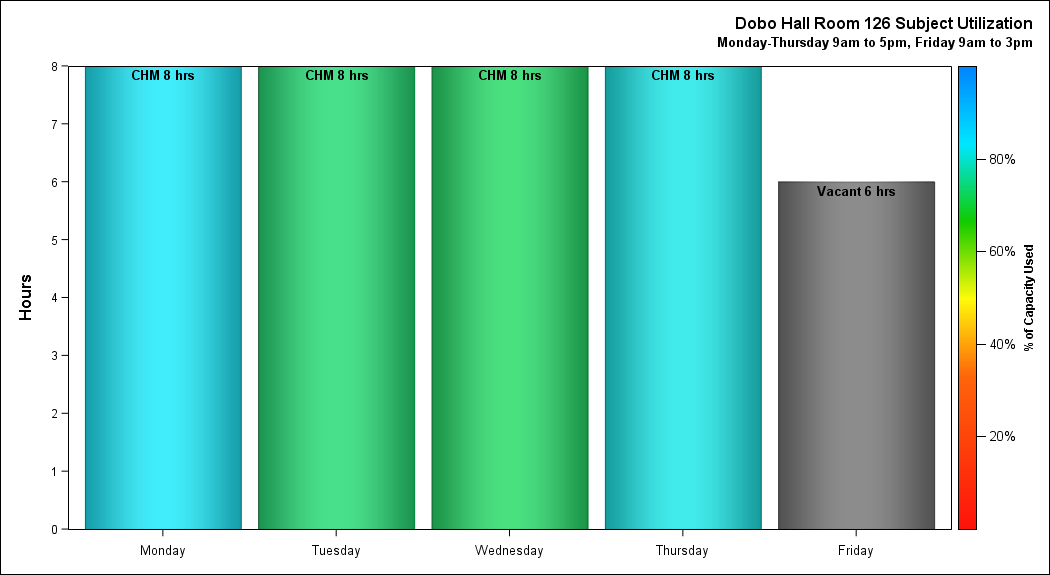 Dobo Hall Room 126 Subject Utilization
Monday-Thursday 9am to 5pm, Friday 9am to 3pm
Hours
8
7
6
5
4
3
2
1
0
CHM 8 hrs
CHM 8 hrs
CHM 8 hrs
CHM 8 hrs
Vacant 6 hrs
Monday
Tuesday
Wednesday
Thursday
Friday
80%
60%
40%
20%
% of Capacity Used